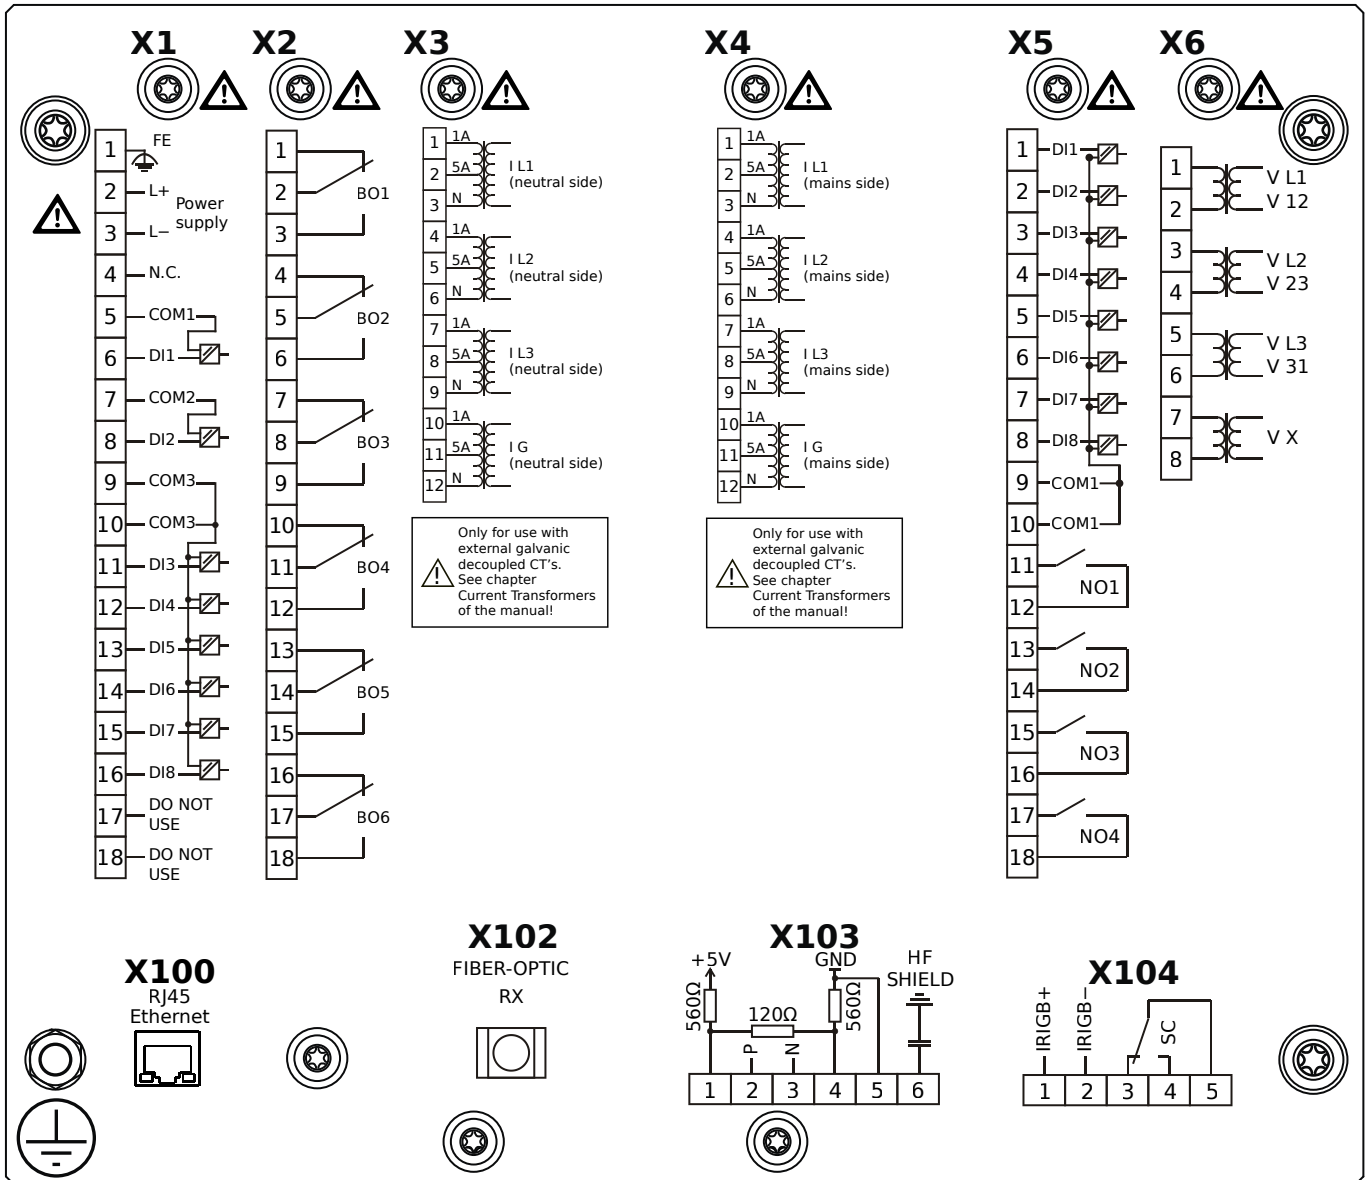 X1
X2
X3
X4
X5
X6
1
FE
2
L+
Power
supply
3
L−
4
N.C.
5
COM1
6
DI1
7
COM2
8
DI2
9
COM3
10
COM3
11
DI3
12
DI4
13
DI5
14
DI6
15
DI7
16
DI8
17
DO NOT
USE
18
DO NOT
USE
1
2
BO1
3
4
5
BO2
6
7
8
BO3
9
10
11
BO4
12
13
14
BO5
15
16
17
BO6
18
1
1A
2
5A
I L1
(neutral side)
3
N
4
1A
5
5A
I L2
(neutral side)
6
N
7
1A
8
5A
I L3
(neutral side)
9
N
10
1A
11
5A
I G
(neutral side)
12
N
Only for use with
external galvanic
decoupled CT's.
See chapter
Current Transformers
of the manual!
1
1A
2
5A
I L1
(mains side)
3
N
4
1A
5
5A
I L2
(mains side)
6
N
7
1A
8
5A
I L3
(mains side)
9
N
10
1A
11
5A
I G
(mains side)
12
N
Only for use with
external galvanic
decoupled CT's.
See chapter
Current Transformers
of the manual!
1
DI1
2
DI2
3
DI3
4
DI4
5
DI5
6
DI6
7
DI7
8
DI8
9
COM1
10
COM1
11
NO1
12
13
NO2
14
15
NO3
16
17
NO4
18
1
V L1
2
V 12
3
V L2
4
V 23
5
V L3
6
V 31
7
V X
8
X100
RJ45
Ethernet
X102
FIBER-OPTIC
RX
X103
+5V
GND
HF
SHIELD
560Ω
120Ω
560Ω
P
N
1
2
3
4
5
6
X104
IRIGB+
IRIGB−
SC
1
2
3
4
5